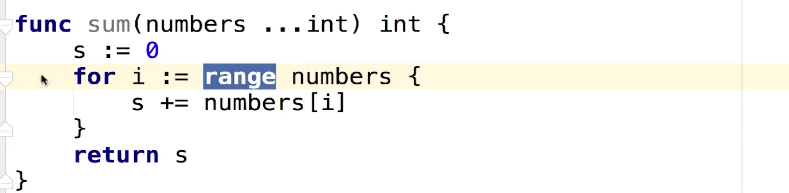 func sum(numbers ...int) int {
    s := 0
    for i := range numbers {
        s += numbers[i]
    }
    return s
}